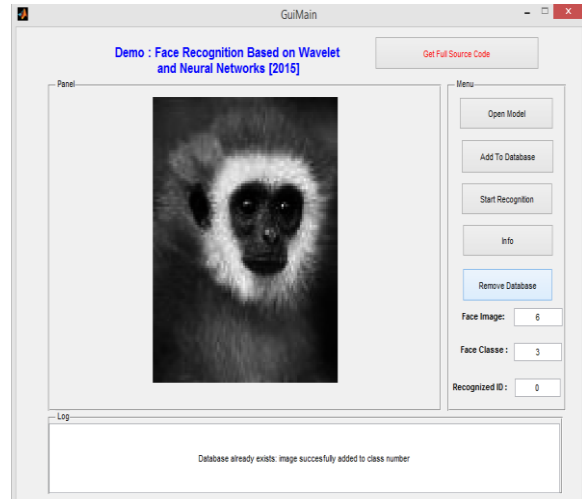 GuiMain
Demo : Face Recognition Based on Wavelet
and Neural Networks [2015]
Get Full Source Code
Panel
Menu
Open Model
Add To Database
Start Recognition
Info
Remove Database
Face Image: 6
Face Classe : 3
Recognized ID : 0
Log
Database already exists: image succesfully added to class number